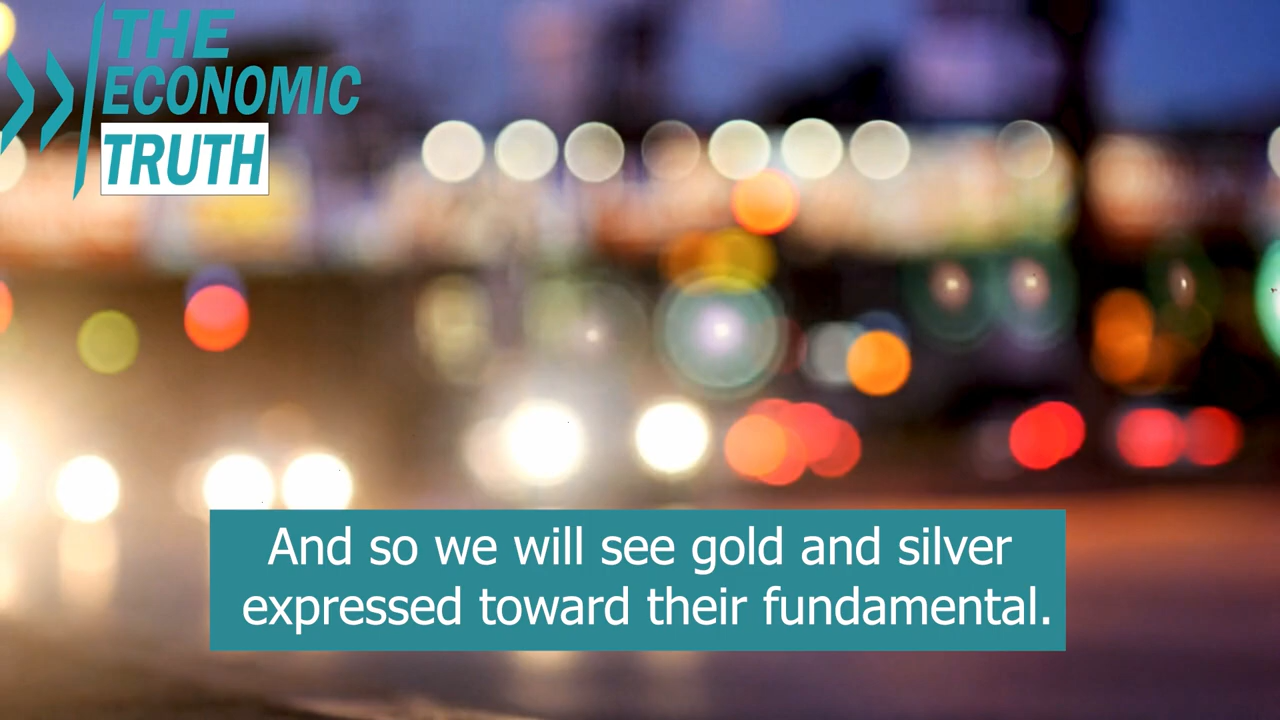 THE
ECONOMIC
TRUTH
And so we will see gold and silver
expressed toward their fundamental.